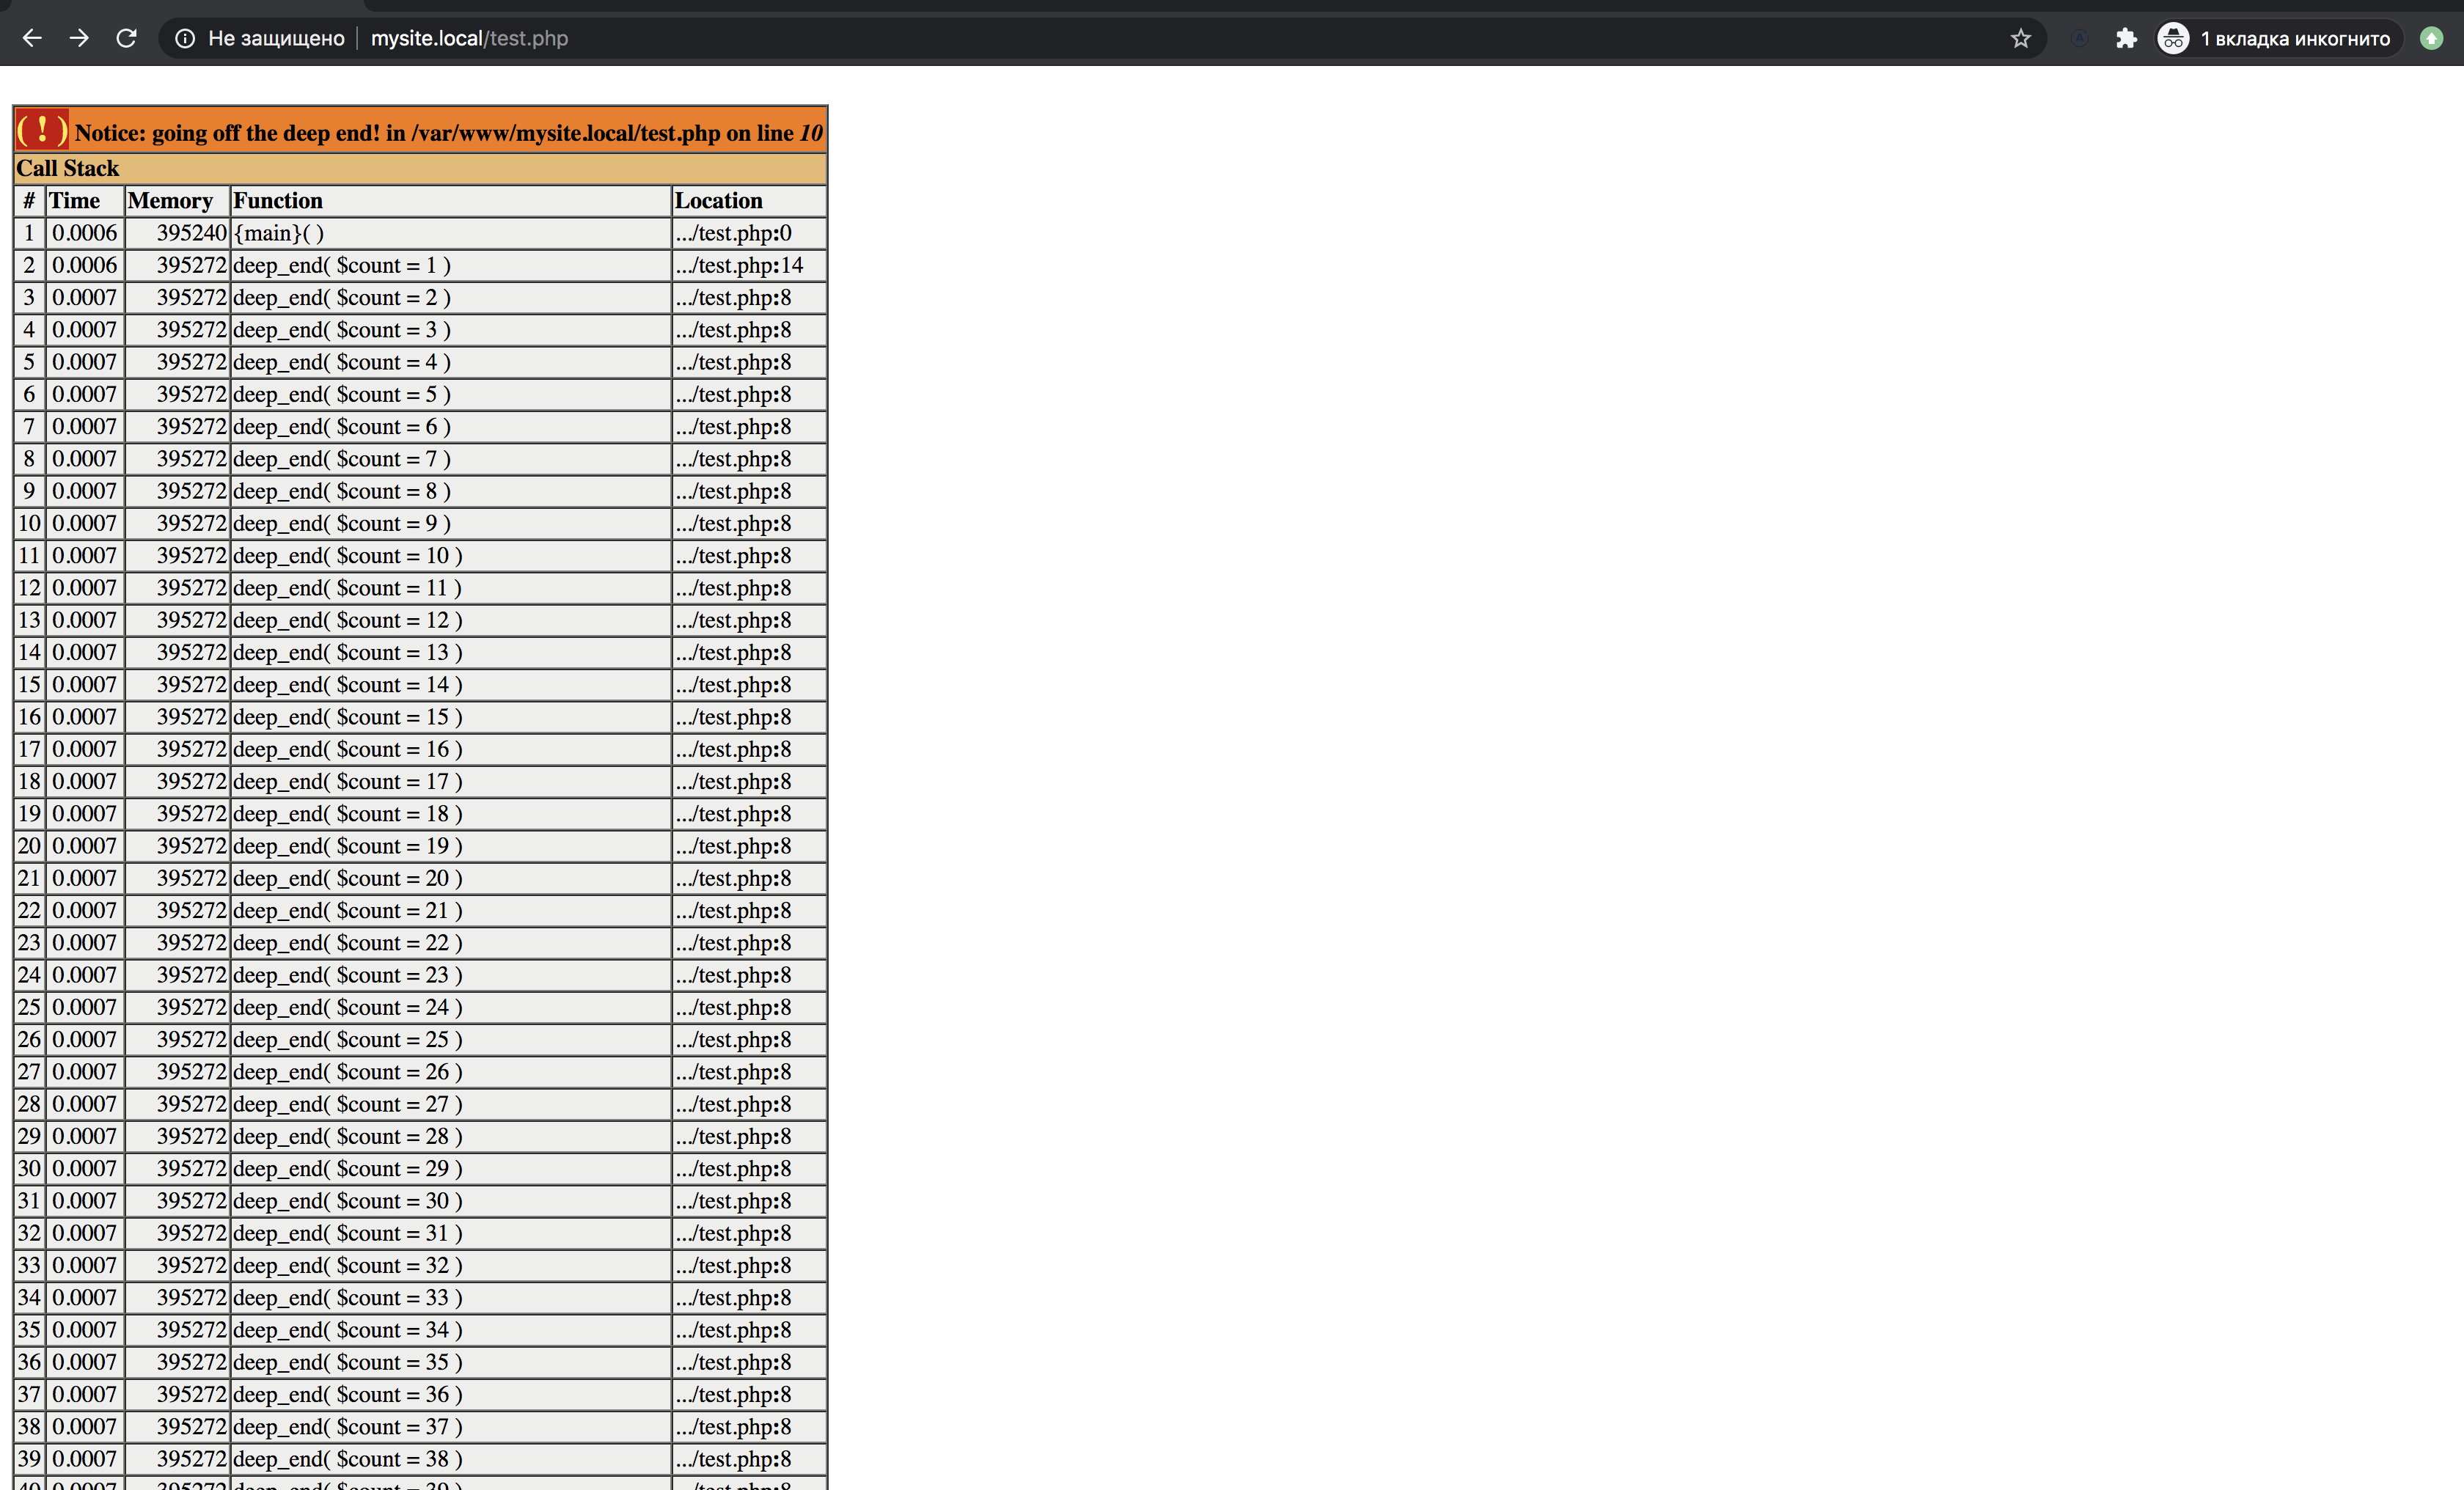 Не защищено mysite.local/test.php 1 вкладка инкогнито
( ! ) Notice: going off the deep end! in /var/www/mysite.local/test.php on line 10
Call Stack
# Time Memory Function Location
1 0.0006 395240 {main}( ) .../test.php:0
2 0.0006 395272 deep_end( $count = 1 ) .../test.php:14
3 0.0007 395272 deep_end( $count = 2 ) .../test.php:8
4 0.0007 395272 deep_end( $count = 3 ) .../test.php:8
5 0.0007 395272 deep_end( $count = 4 ) .../test.php:8
6 0.0007 395272 deep_end( $count = 5 ) .../test.php:8
7 0.0007 395272 deep_end( $count = 6 ) .../test.php:8
8 0.0007 395272 deep_end( $count = 7 ) .../test.php:8
9 0.0007 395272 deep_end( $count = 8 ) .../test.php:8
10 0.0007 395272 deep_end( $count = 9 ) .../test.php:8
11 0.0007 395272 deep_end( $count = 10 ) .../test.php:8
12 0.0007 395272 deep_end( $count = 11 ) .../test.php:8
13 0.0007 395272 deep_end( $count = 12 ) .../test.php:8
14 0.0007 395272 deep_end( $count = 13 ) .../test.php:8
15 0.0007 395272 deep_end( $count = 14 ) .../test.php:8
16 0.0007 395272 deep_end( $count = 15 ) .../test.php:8
17 0.0007 395272 deep_end( $count = 16 ) .../test.php:8
18 0.0007 395272 deep_end( $count = 17 ) .../test.php:8
19 0.0007 395272 deep_end( $count = 18 ) .../test.php:8
20 0.0007 395272 deep_end( $count = 19 ) .../test.php:8
21 0.0007 395272 deep_end( $count = 20 ) .../test.php:8
22 0.0007 395272 deep_end( $count = 21 ) .../test.php:8
23 0.0007 395272 deep_end( $count = 22 ) .../test.php:8
24 0.0007 395272 deep_end( $count = 23 ) .../test.php:8
25 0.0007 395272 deep_end( $count = 24 ) .../test.php:8
26 0.0007 395272 deep_end( $count = 25 ) .../test.php:8
27 0.0007 395272 deep_end( $count = 26 ) .../test.php:8
28 0.0007 395272 deep_end( $count = 27 ) .../test.php:8
29 0.0007 395272 deep_end( $count = 28 ) .../test.php:8
30 0.0007 395272 deep_end( $count = 29 ) .../test.php:8
31 0.0007 395272 deep_end( $count = 30 ) .../test.php:8
32 0.0007 395272 deep_end( $count = 31 ) .../test.php:8
33 0.0007 395272 deep_end( $count = 32 ) .../test.php:8
34 0.0007 395272 deep_end( $count = 33 ) .../test.php:8
35 0.0007 395272 deep_end( $count = 34 ) .../test.php:8
36 0.0007 395272 deep_end( $count = 35 ) .../test.php:8
37 0.0007 395272 deep_end( $count = 36 ) .../test.php:8
38 0.0007 395272 deep_end( $count = 37 ) .../test.php:8
39 0.0007 395272 deep_end( $count = 38 ) .../test.php:8